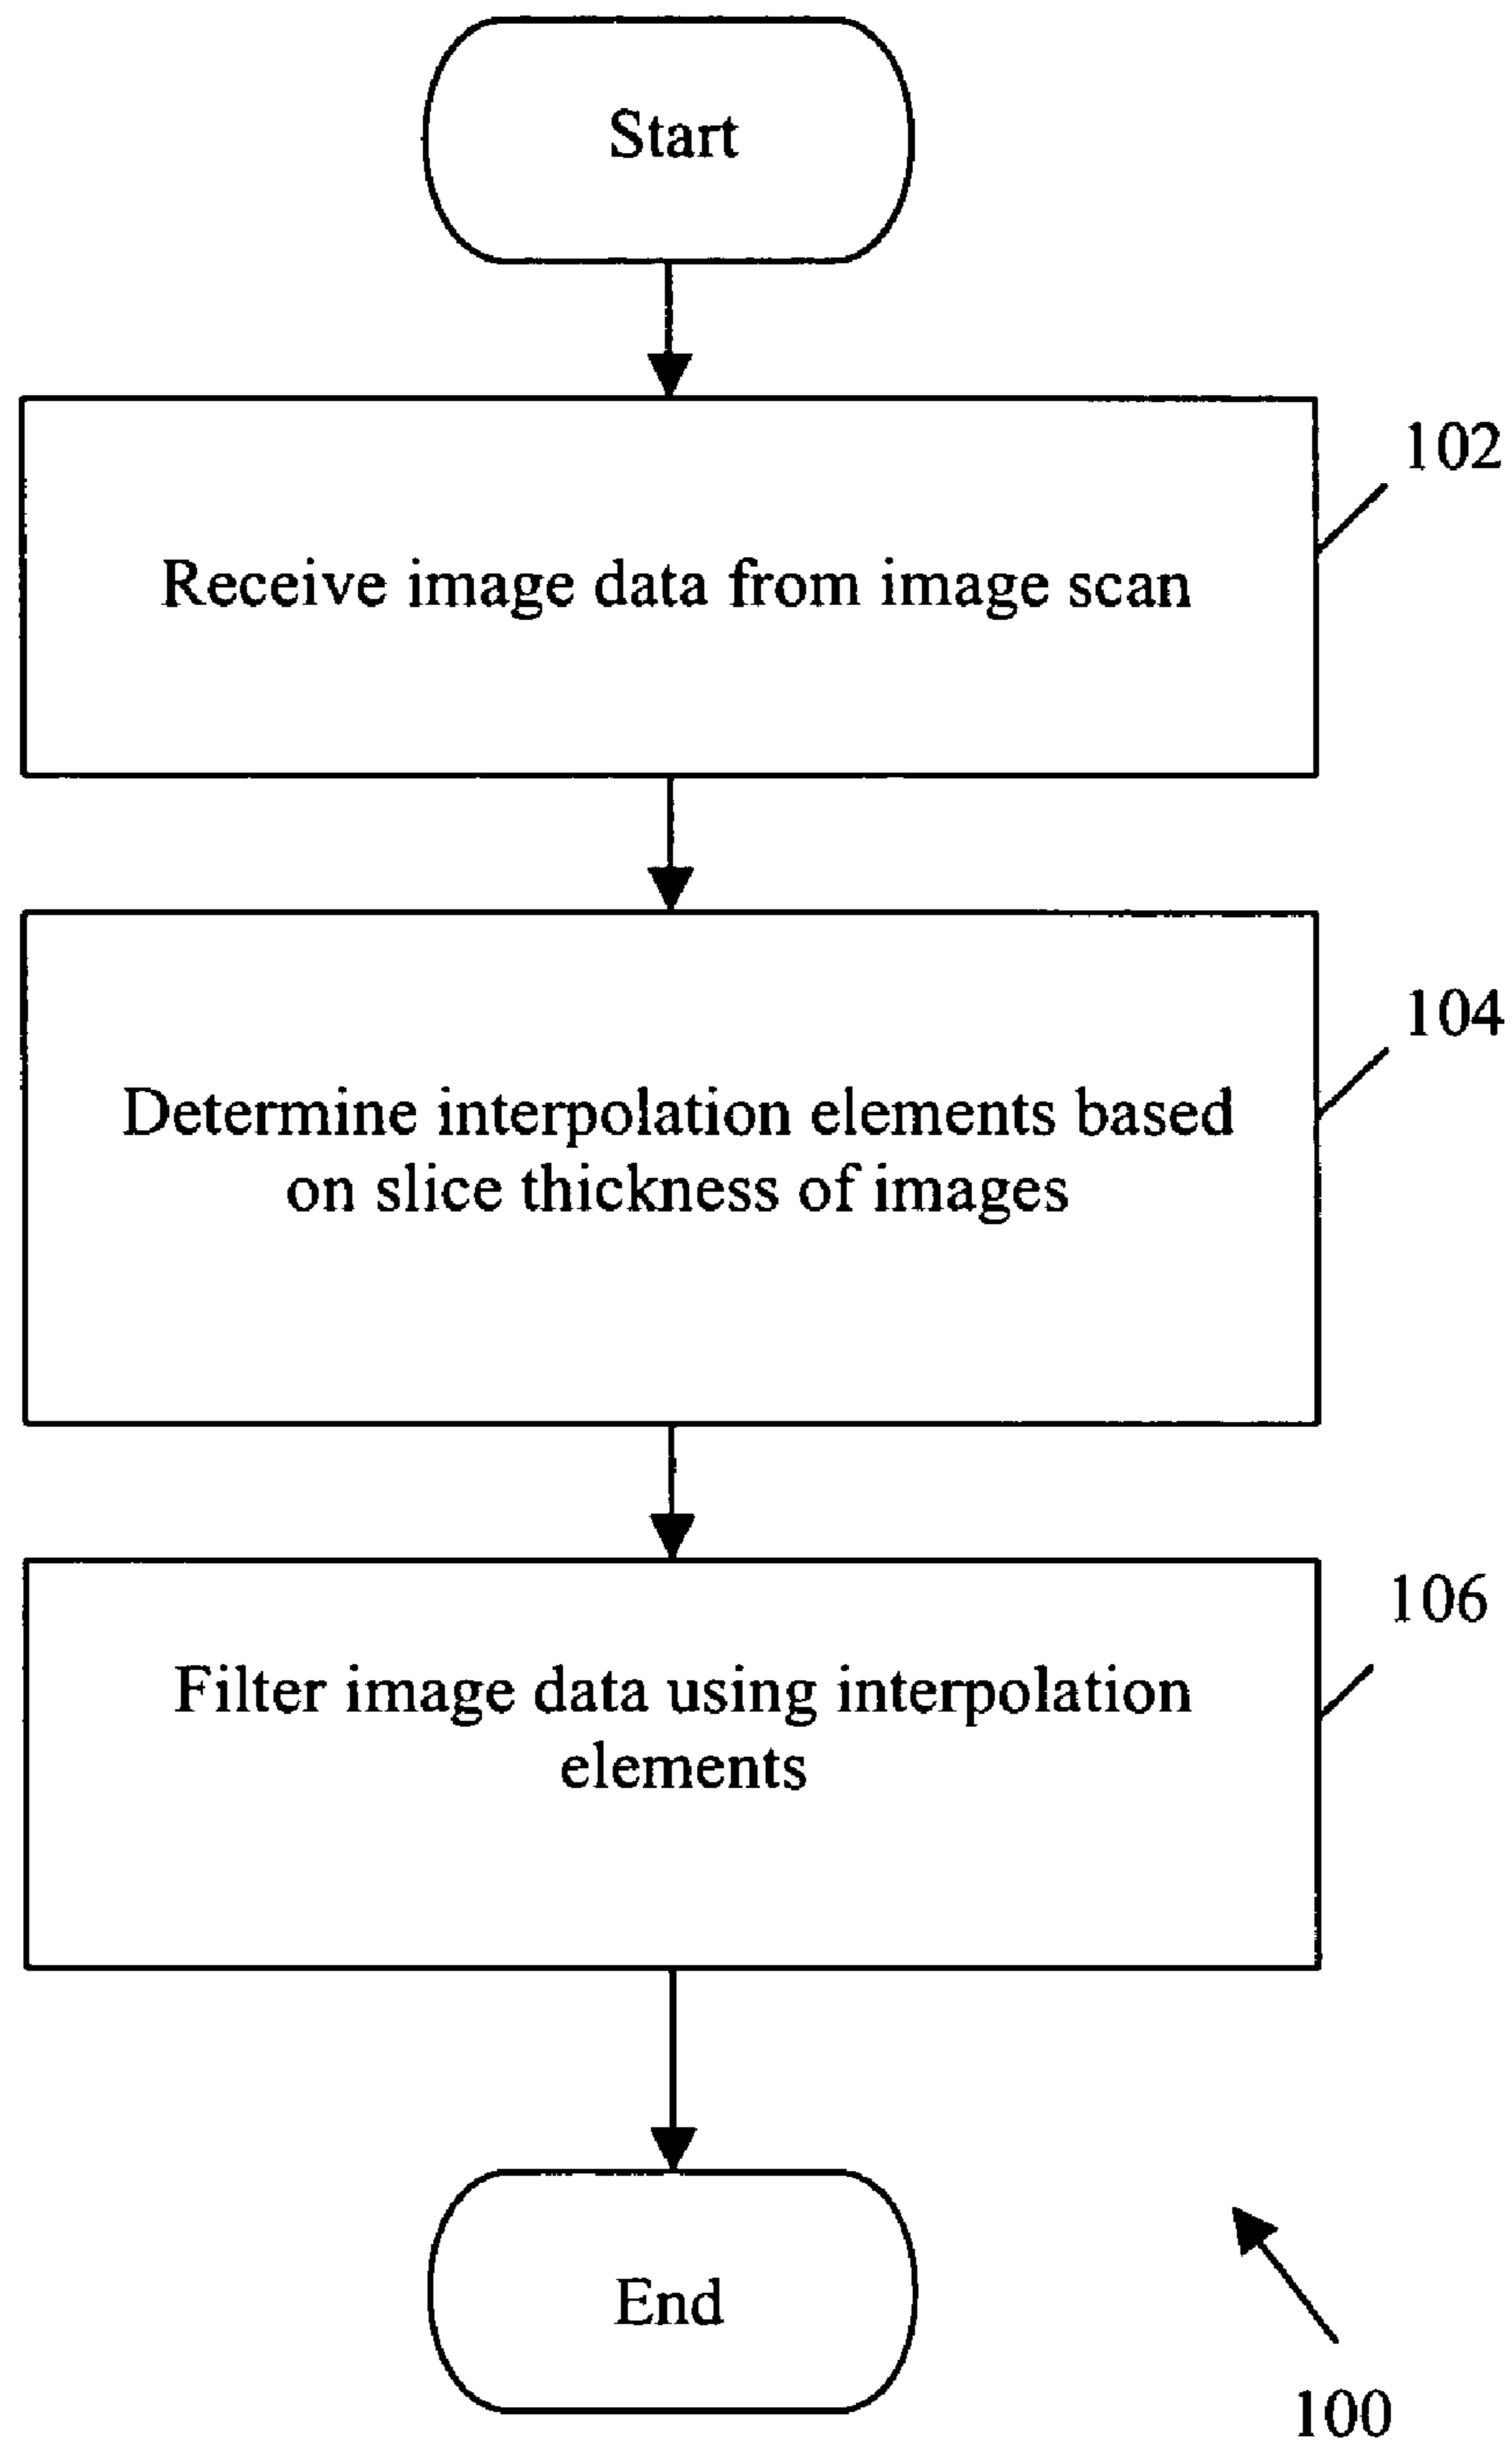 Start
102
Receive image data from image scan
104
Determine interpolation elements based
on slice thickness of images
106
Filter image data using interpolation
elements
End
100